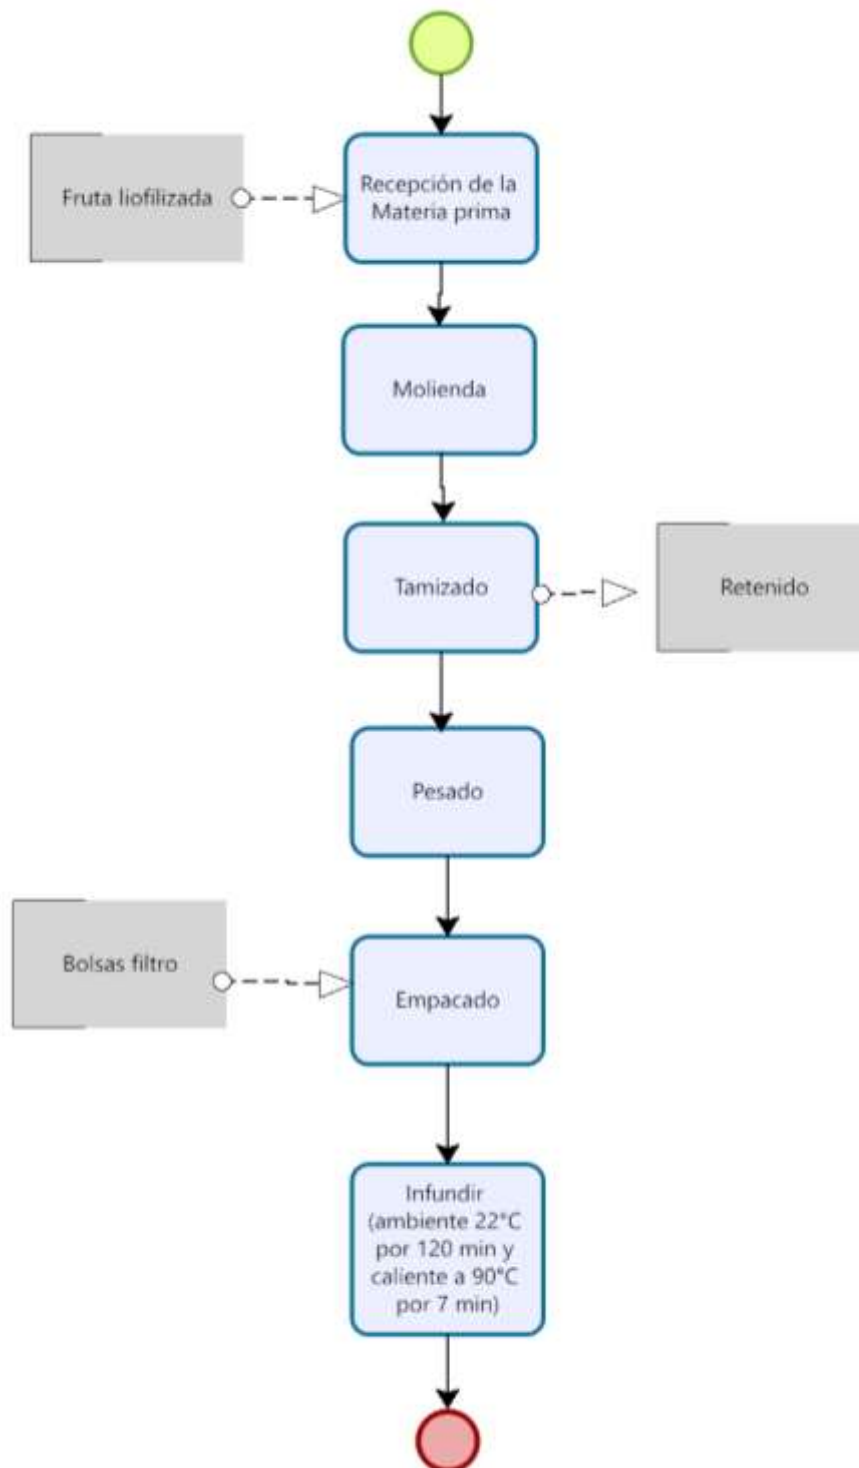 Fruta liofilizada
Recepción de la
Materia prima
Molienda
Tamizado
Retenido
Pesado
Bolsas filtro
Empacado
Infundir
(ambiente 22°C
por 120 min y
caliente a 90°C
por 7 min)